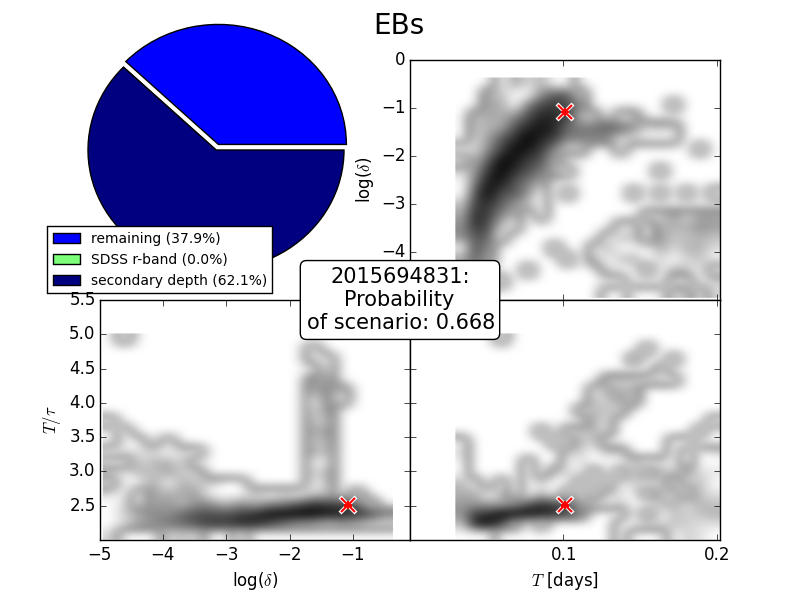 EBs
remaining (37.9%)
SDSS r-band (0.0%)
secondary depth (62.1%)
0
−1
−2
−3
−4
log(δ)
2015694831:
Probability
of scenario: 0.668
5.5
5.0
4.5
4.0
3.5
3.0
2.5
T/τ
−5 −4 −3 −2 −1
log(δ)
0.1 0.2
T [days]